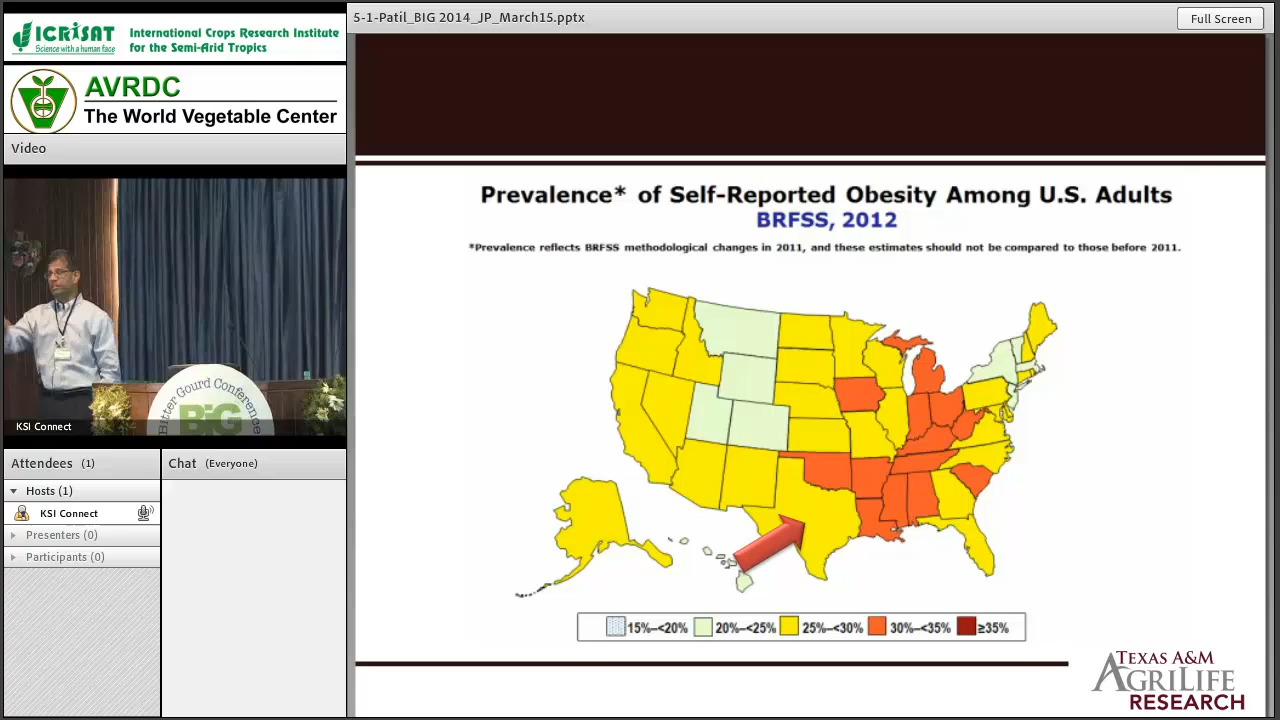 5-1-Patil_BIG 2014_JP_March15.pptx
Full Screen
ICRISAT
Science with a human face
International Crops Research Institute
for the Semi-Arid Tropics
AVRDC
The World Vegetable Center
Video
Bitter Gourd Conference
BiG
KSI Connect
Attendees (1)
Hosts (1)
KSI Connect
Presenters (0)
Participants (0)
Chat (Everyone)
Prevalence* of Self-Reported Obesity Among U.S. Adults
BRFSS, 2012
*Prevalence reflects BRFSS methodological changes in 2011, and these estimates should not be compared to those before 2011.
15%–<20% 20%–<25% 25%–<30% 30%–<35% ≥35%
TEXAS A&M
AGRILIFE
RESEARCH